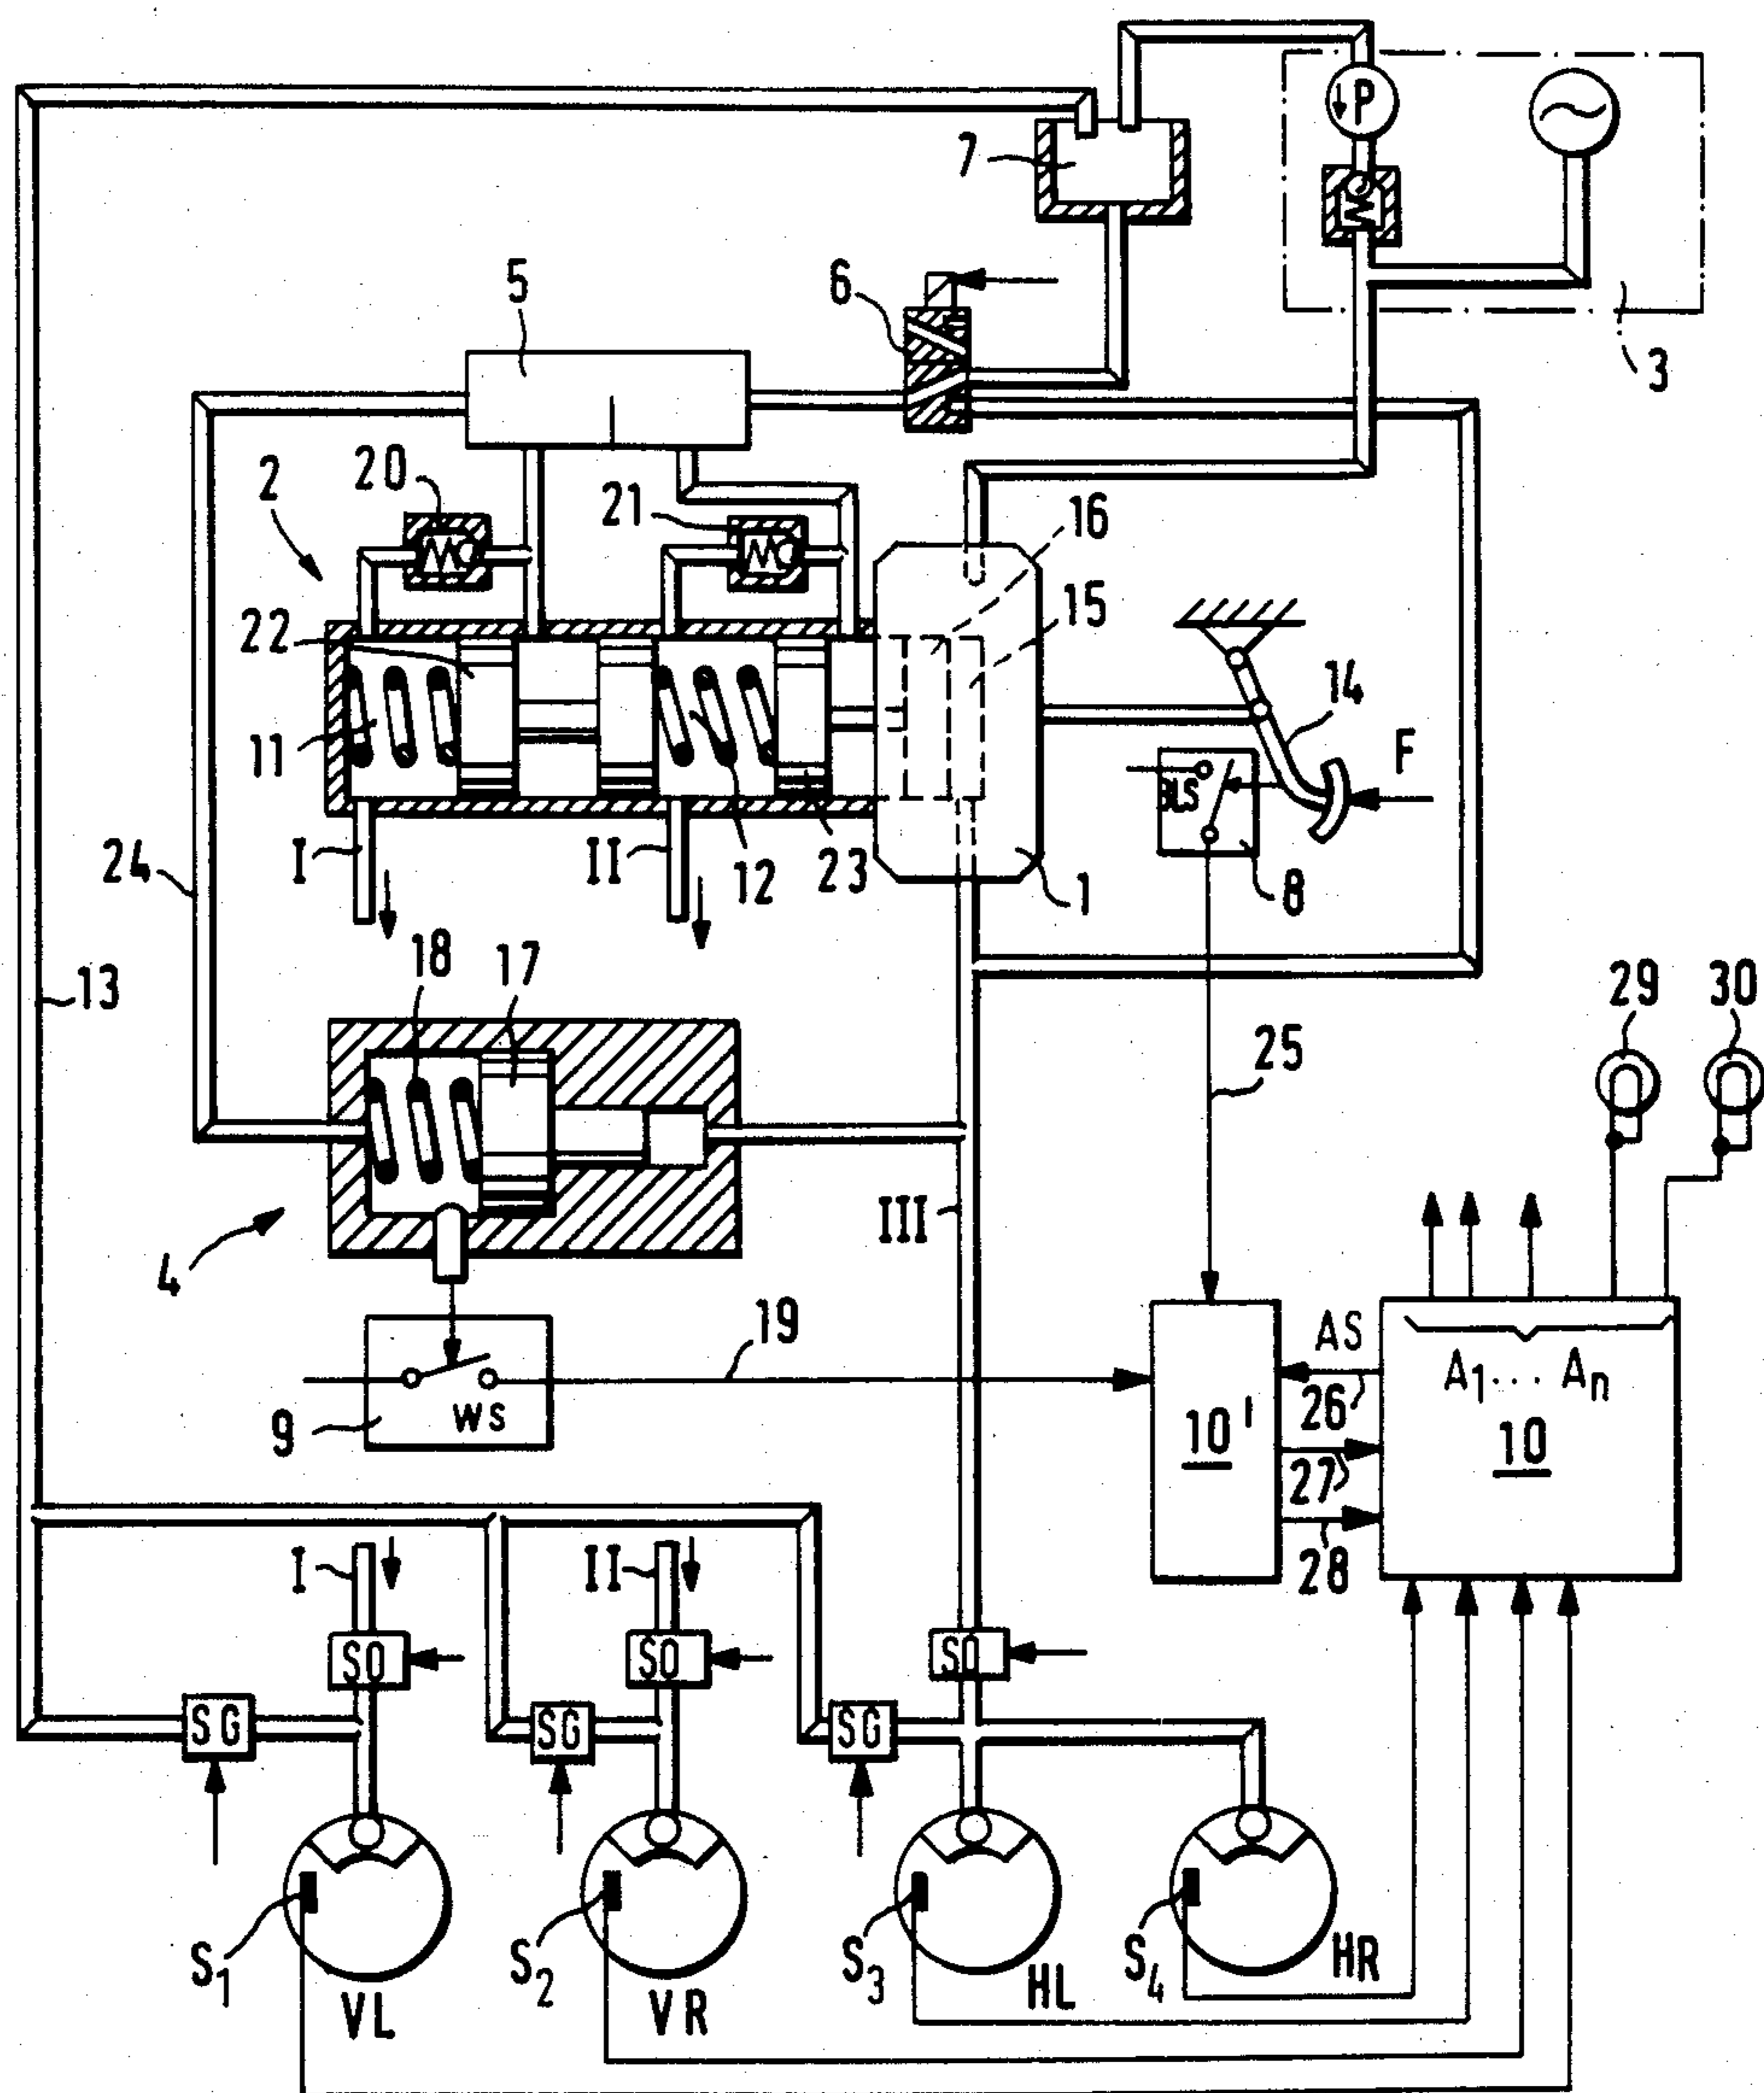 P
7
5
6
3
2
20
21
16
22
15
14
11
F
BLS
24
I
II
12
23
1
8
18
17
13
29
30
25
III
4
19
AS
A1...An
26
10'
10
9
WS
27
28
I
II
SO
SO
SO
SG
SG
SG
S1
S2
S3
S4
VL
VR
HL
HR